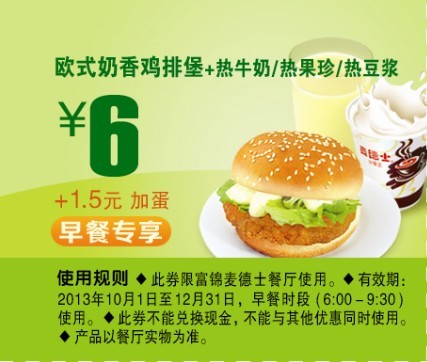 欧式奶香鸡排堡+热牛奶/热果珍/热豆浆
¥6
+1.5元 加蛋
早餐专享
使用规则 ◆此券限富锦麦德士餐厅使用。◆有效期:
2013年10月1日至12月31日，早餐时段 (6:00－9:30)
使用。◆此券不能兑换现金，不能与其他优惠同时使用。
◆产品以餐厅实物为准。